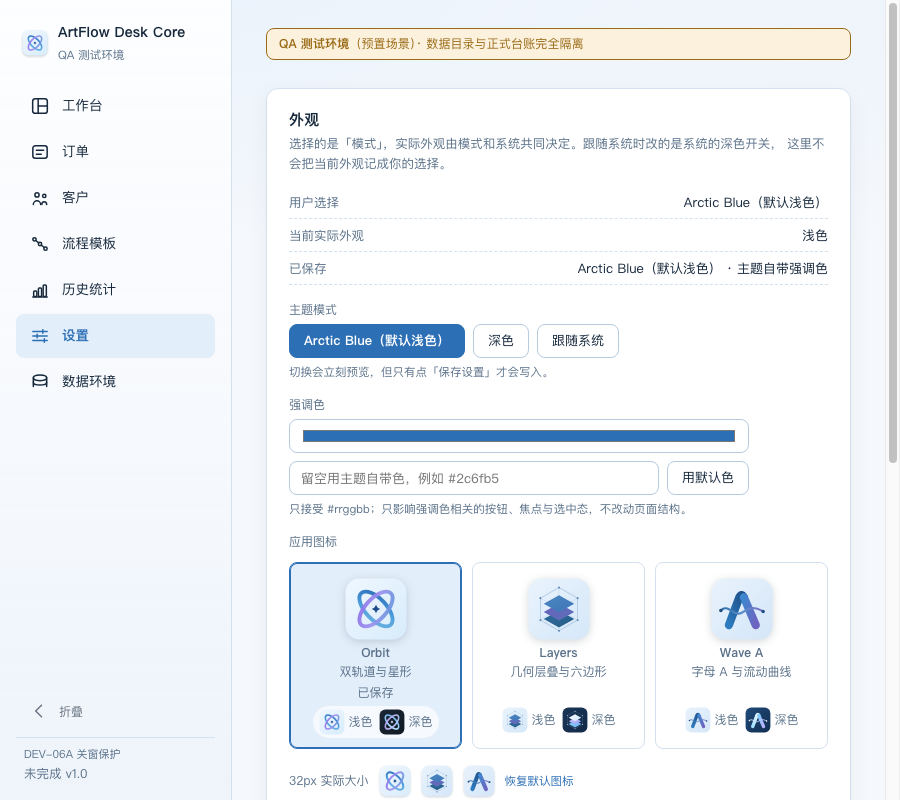 ArtFlow Desk Core
QA 测试环境
工作台
订单
客户
流程模板
历史统计
设置
数据环境
折叠
DEV-06A 关窗保护
未完成 v1.0
QA 测试环境（预置场景）· 数据目录与正式台账完全隔离
外观
选择的是「模式」，实际外观由模式和系统共同决定。跟随系统时改的是系统的深色开关， 这里不
会把当前外观记成你的选择。
用户选择 Arctic Blue（默认浅色）
当前实际外观 浅色
已保存 Arctic Blue（默认浅色） · 主题自带强调色
主题模式
Arctic Blue（默认浅色） 深色 跟随系统
切换会立刻预览，但只有点「保存设置」才会写入。
强调色
留空用主题自带色，例如 #2c6fb5 用默认色
只接受 #rrggbb；只影响强调色相关的按钮、焦点与选中态，不改动页面结构。
应用图标
Orbit
双轨道与星形
已保存
浅色 深色
Layers
几何层叠与六边形
浅色 深色
Wave A
字母 A 与流动曲线
浅色 深色
32px 实际大小 恢复默认图标